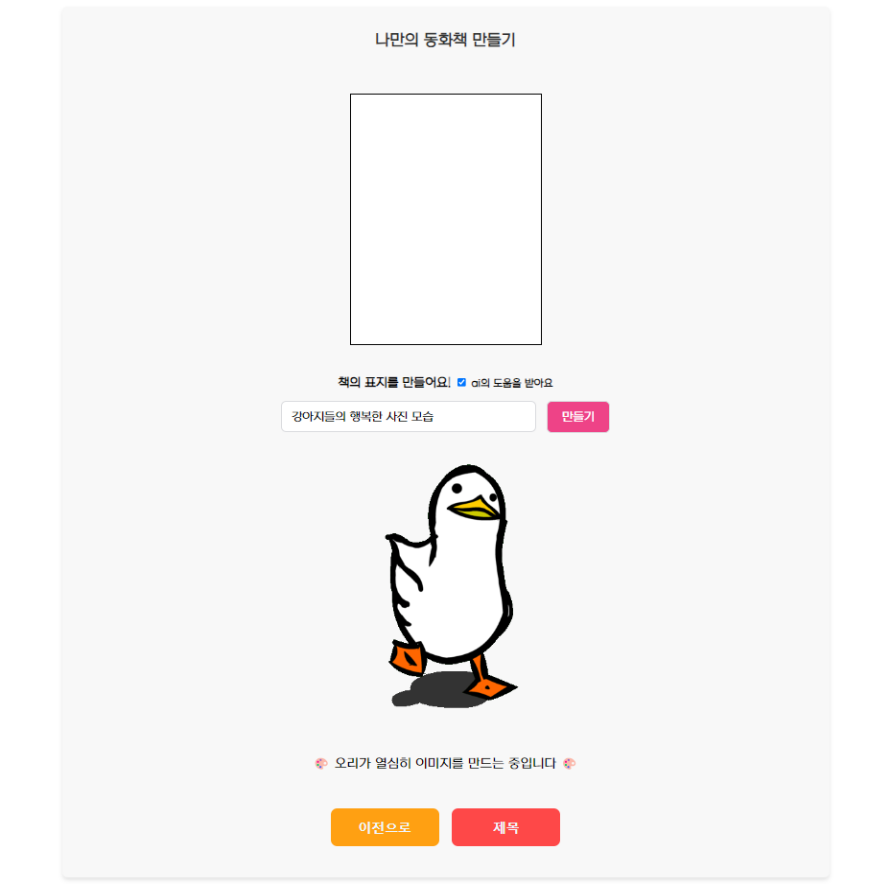 나만의 동화책 만들기
책의 표지를 만들어요! ai의 도움을 받아요
강아지들의 행복한 사진 모습
만들기
🎨 오리가 열심히 이미지를 만드는 중입니다 🎨
이전으로
제목